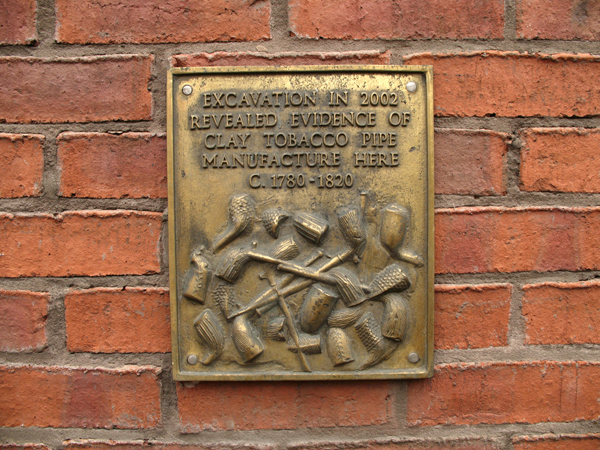 EXCAVATION IN 2002
REVEALED EVIDENCE OF
CLAY TOBACCO PIPE
MANUFACTURE HERE
C. 1780-1820